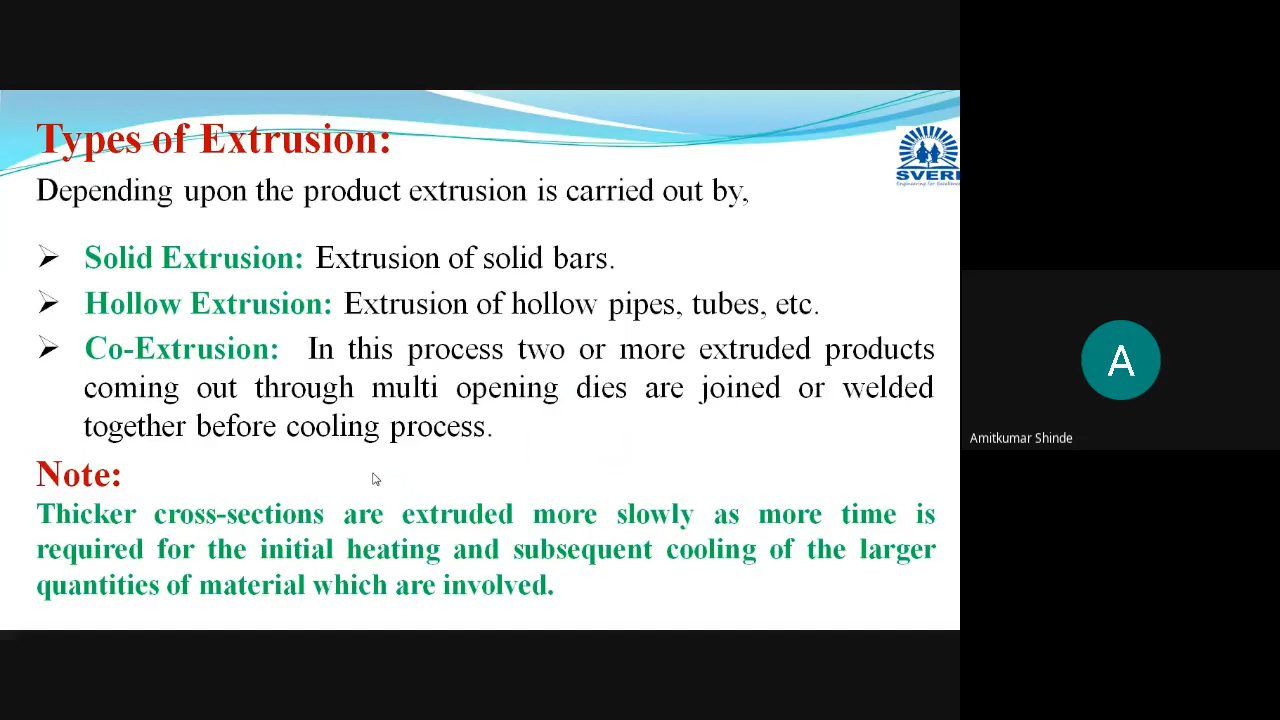 Types of Extrusion:
Depending upon the product extrusion is carried out by,
SVERI
Engineering for Excellence
➢ Solid Extrusion: Extrusion of solid bars.
➢ Hollow Extrusion: Extrusion of hollow pipes, tubes, etc.
➢ Co-Extrusion: In this process two or more extruded products
coming out through multi opening dies are joined or welded
together before cooling process.
Note:
Thicker cross-sections are extruded more slowly as more time is
required for the initial heating and subsequent cooling of the larger
quantities of material which are involved.
A
Amitkumar Shinde